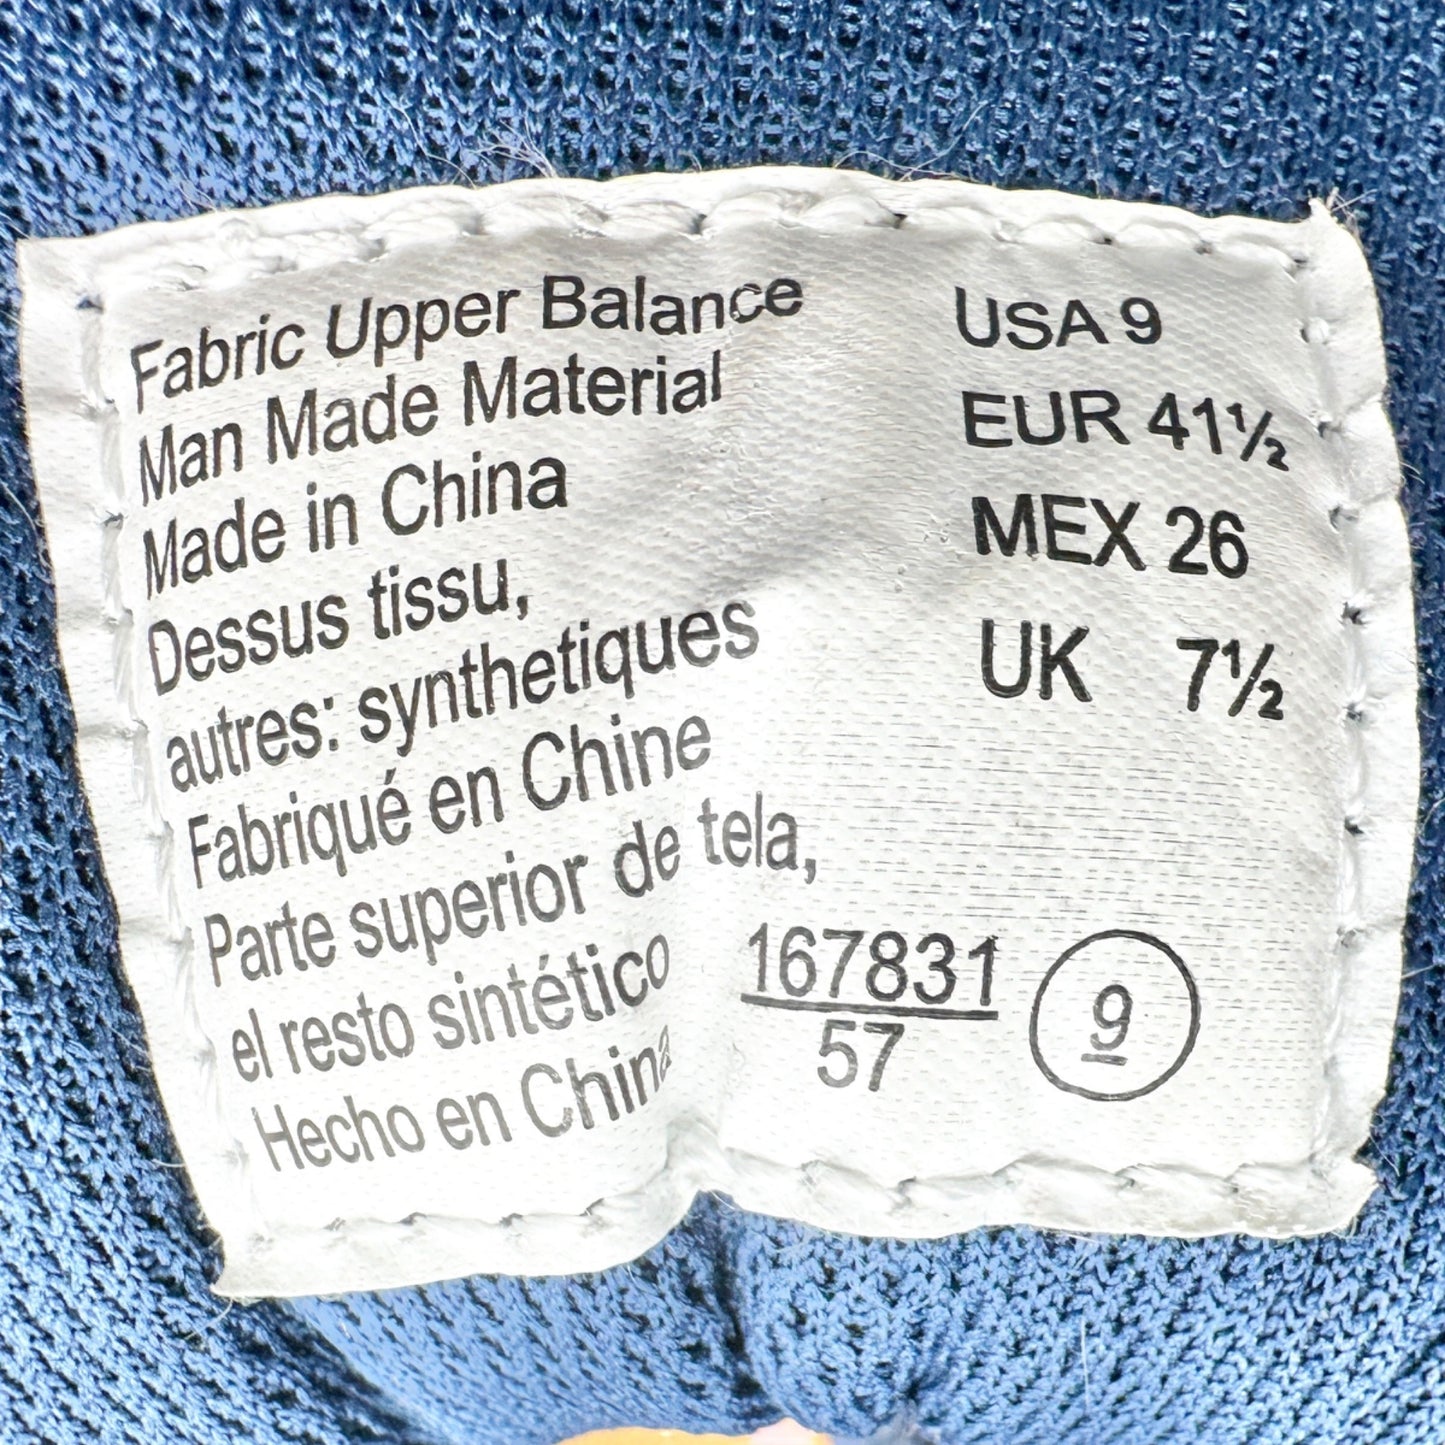 Fabric Upper Balance
Man Made Material
Made in China
Dessus tissu,
autres: synthetiques
Fabriqué en Chine
Parte superior de tela,
el resto sintético
Hecho en China
USA 9
EUR 41½
MEX 26
UK 7½
167831
57
9